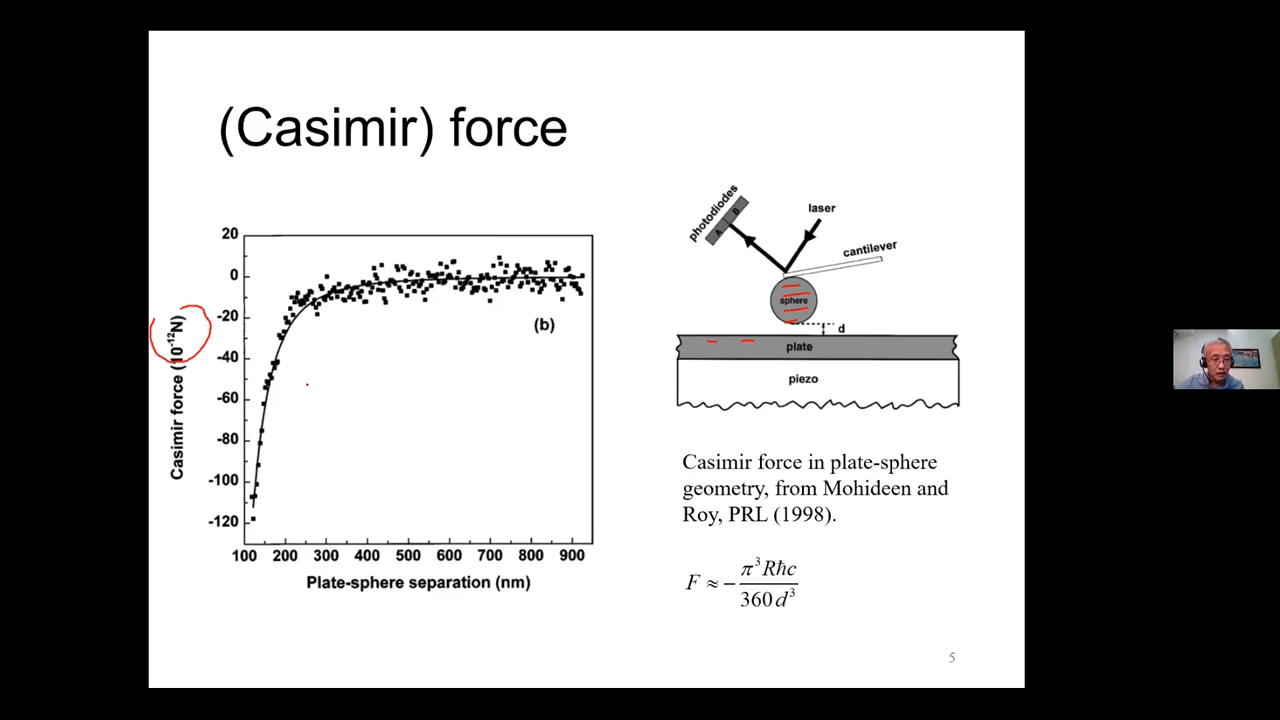 (Casimir) force
20
0
-20
-40
-60
-80
-100
-120
Casimir force (10⁻¹²N)
(b)
100 200 300 400 500 600 700 800 900
Plate-sphere separation (nm)
photodiodes
A B
laser
cantilever
sphere
d
plate
piezo
Casimir force in plate-sphere
geometry, from Mohideen and
Roy, PRL (1998).
F ≈ − π³Rħc / 360 d³
5